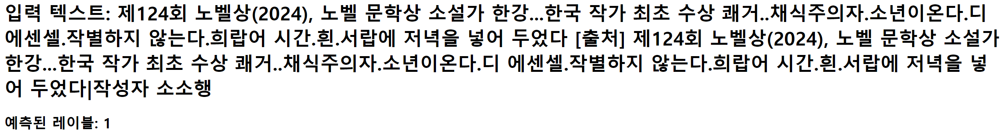 입력 텍스트: 제124회 노벨상(2024), 노벨 문학상 소설가 한강...한국 작가 최초 수상 쾌거..채식주의자.소년이온다.디
에센셀.작별하지 않는다.희랍어 시간.흰.서랍에 저녁을 넣어 두었다 [출처] 제124회 노벨상(2024), 노벨 문학상 소설가
한강...한국 작가 최초 수상 쾌거..채식주의자.소년이온다.디 에센셀.작별하지 않는다.희랍어 시간.흰.서랍에 저녁을 넣
어 두었다|작성자 소소행
예측된 레이블: 1